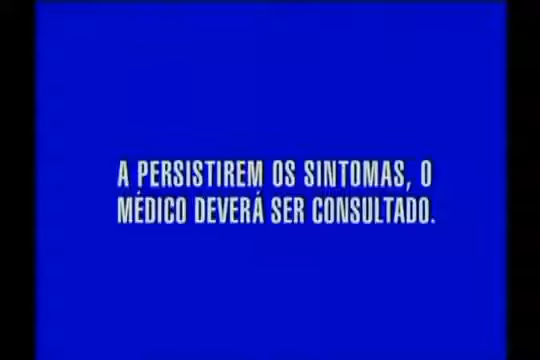 A PERSISTIREM OS SINTOMAS, O
MÉDICO DEVERÁ SER CONSULTADO.